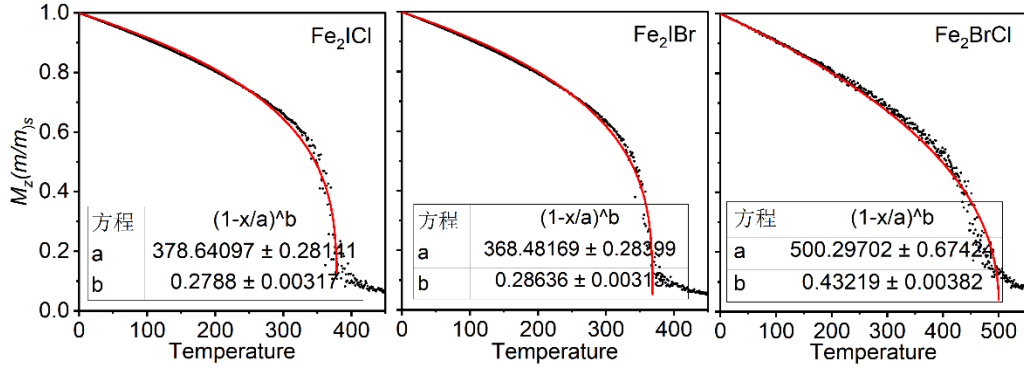 1.0
0.8
0.6
0.4
0.2
0.0
M_z(m/m)s
Fe₂ICl
方程 (1-x/a)^b
a 378.64097 ± 0.28141
b 0.2788 ± 0.00317
0 100 200 300 400
Temperature
Fe₂IBr
方程 (1-x/a)^b
a 368.48169 ± 0.28399
b 0.28636 ± 0.00313
0 100 200 300 400
Temperature
Fe₂BrCl
方程 (1-x/a)^b
a 500.29702 ± 0.67424
b 0.43219 ± 0.00382
0 100 200 300 400 500
Temperature